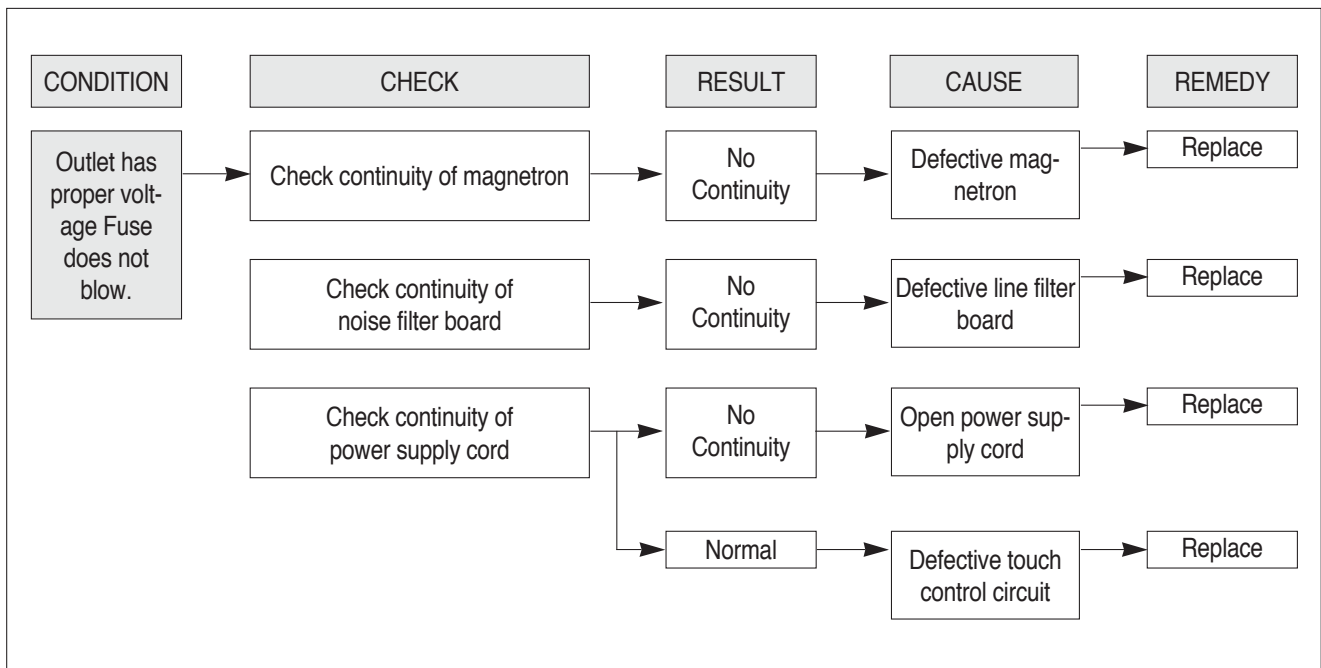 CONDITION
CHECK
RESULT
CAUSE
REMEDY
Outlet has
proper volt-
age Fuse
does not
blow.
Check continuity of magnetron
No
Continuity
Defective mag-
netron
Replace
Check continuity of
noise filter board
No
Continuity
Defective line filter
board
Replace
Check continuity of
power supply cord
No
Continuity
Open power sup-
ply cord
Replace
Normal
Defective touch
control circuit
Replace